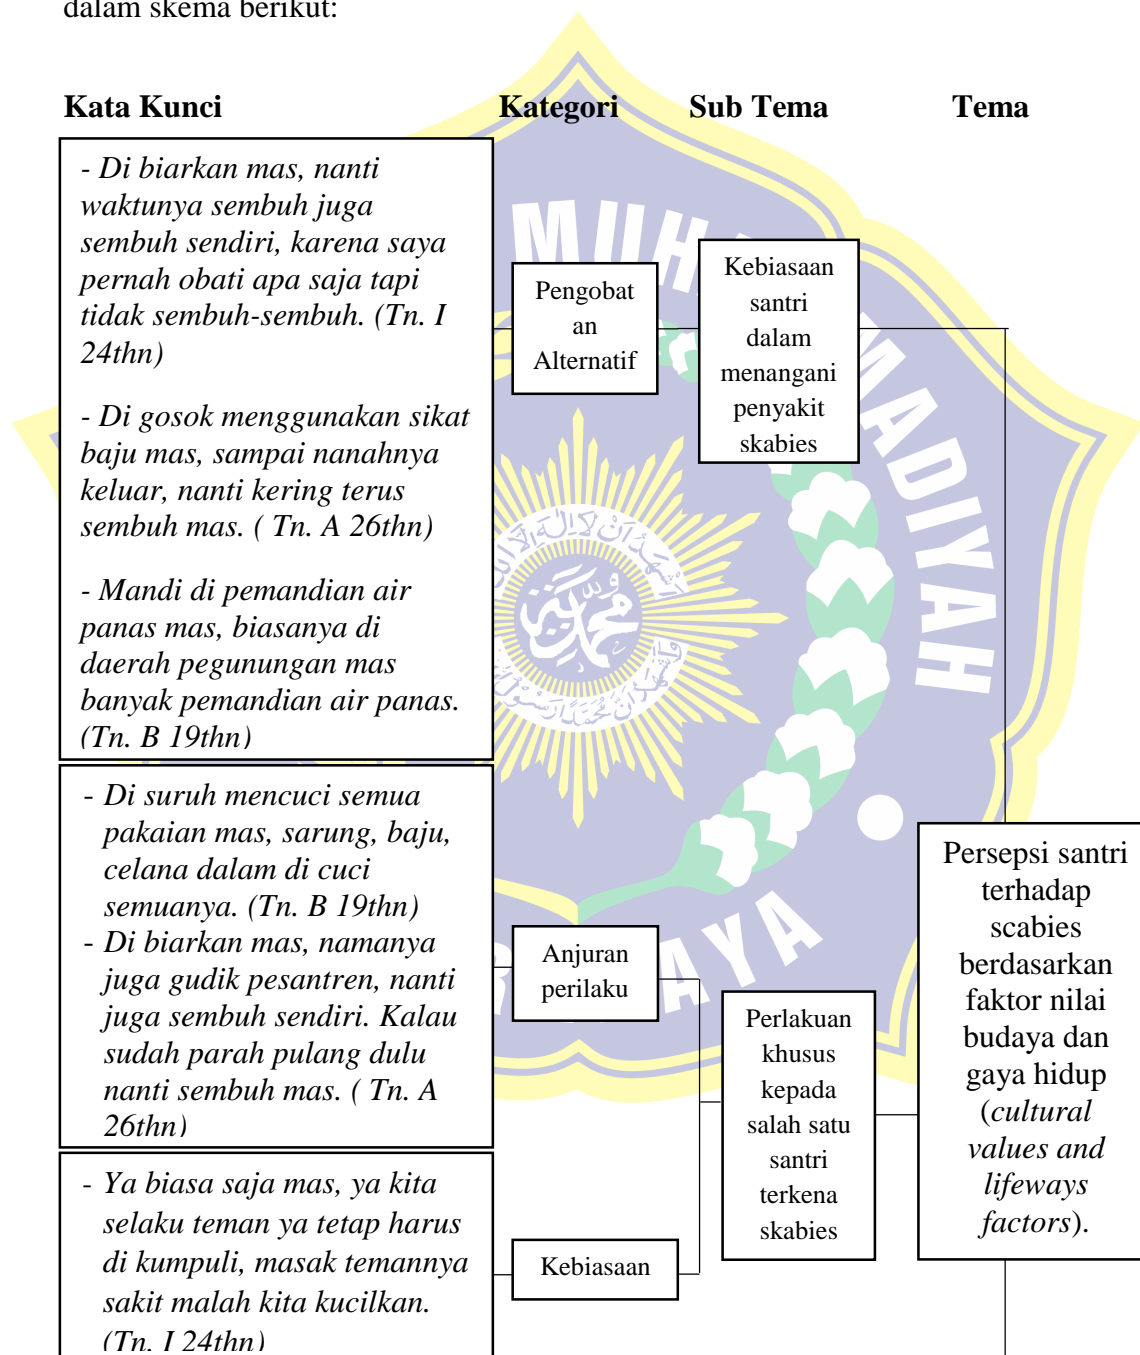 dalam skema berikut:
Kata Kunci
Kategori
Sub Tema
Tema
- Di biarkan mas, nanti
waktunya sembuh juga
sembuh sendiri, karena saya
pernah obati apa saja tapi
tidak sembuh-sembuh. (Tn. I
24thn)
- Di gosok menggunakan sikat
baju mas, sampai nanahnya
keluar, nanti kering terus
sembuh mas. ( Tn. A 26thn)
- Mandi di pemandian air
panas mas, biasanya di
daerah pegunungan mas
banyak pemandian air panas.
(Tn. B 19thn)
Pengobat
an
Alternatif
Kebiasaan
santri
dalam
menangani
penyakit
skabies
- Di suruh mencuci semua
pakaian mas, sarung, baju,
celana dalam di cuci
semuanya. (Tn. B 19thn)
- Di biarkan mas, namanya
juga gudik pesantren, nanti
juga sembuh sendiri. Kalau
sudah parah pulang dulu
nanti sembuh mas. ( Tn. A
26thn)
Anjuran
perilaku
- Ya biasa saja mas, ya kita
selaku teman ya tetap harus
di kumpuli, masak temannya
sakit malah kita kucilkan.
(Tn. I 24thn)
Kebiasaan
Perlakuan
khusus
kepada
salah satu
santri
terkena
skabies
Persepsi santri
terhadap
scabies
berdasarkan
faktor nilai
budaya dan
gaya hidup
(cultural
values and
lifeways
factors).
MUH
MADIYAH
AYA
محمد